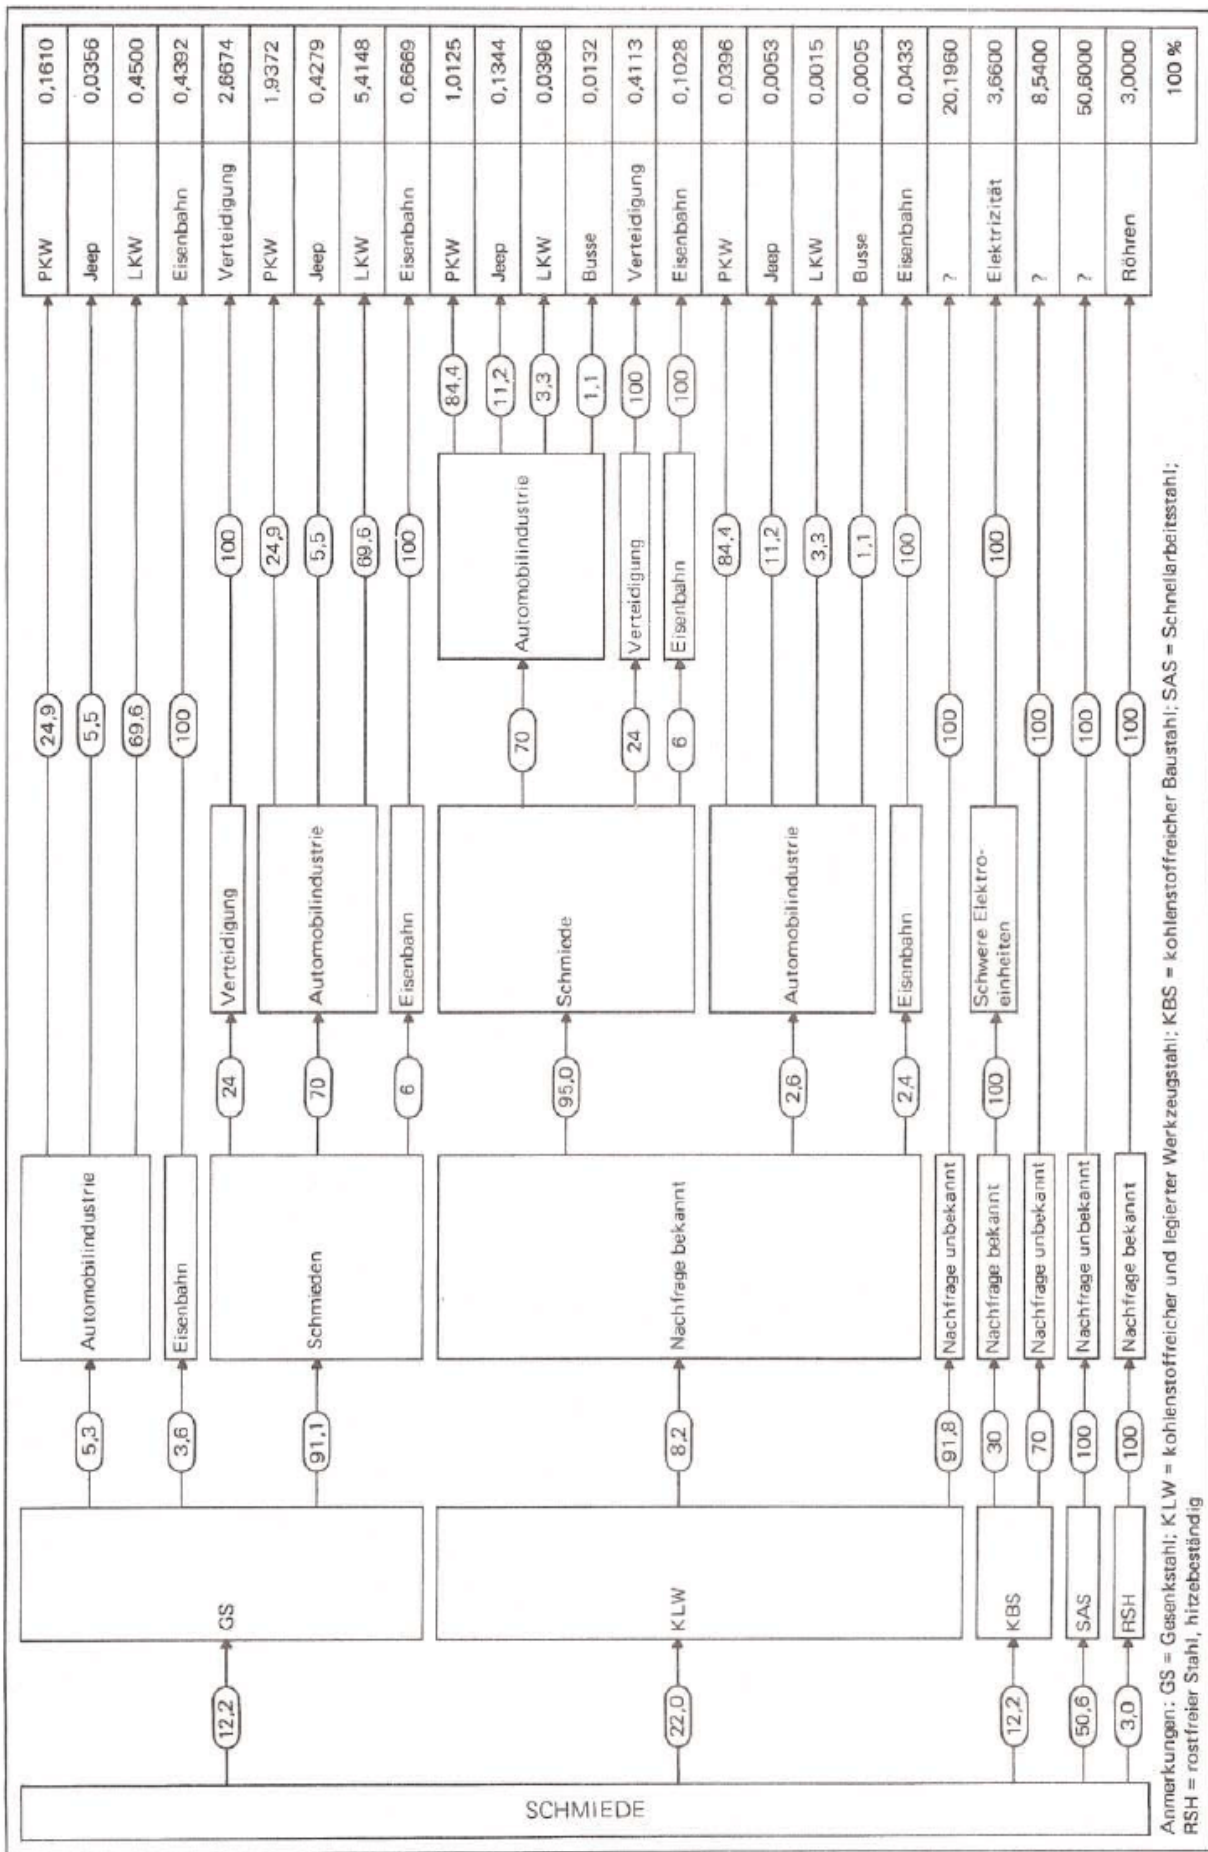 SCHMIEDE
12,2
22,0
12,2
50,6
3,0
GS
KLW
KBS
SAS
RSH
5,3
3,6
91,1
8,2
91,8
30
70
100
100
Automobilindustrie
Eisenbahn
Schmieden
Nachfrage bekannt
Nachfrage unbekannt
Nachfrage bekannt
Nachfrage unbekannt
Nachfrage unbekannt
Nachfrage bekannt
24
70
6
95,0
2,6
2,4
100
Verteidigung
Automobilindustrie
Eisenbahn
Schmiede
Automobilindustrie
Eisenbahn
Schwere Elektro-
einheiten
24,9
5,5
69,6
100
70
24
6
100
100
100
100
Automobilindustrie
Verteidigung
Eisenbahn
100
24,9
5,5
69,6
100
84,4
11,2
3,3
1,1
100
100
84,4
11,2
3,3
1,1
100
100
PKW 0,1610
Jeep 0,0356
LKW 0,4500
Eisenbahn 0,4392
Verteidigung 2,6674
PKW 1,9372
Jeep 0,4279
LKW 5,4148
Eisenbahn 0,6669
PKW 1,0125
Jeep 0,1344
LKW 0,0396
Busse 0,0132
Verteidigung 0,4113
Eisenbahn 0,1028
PKW 0,0396
Jeep 0,0053
LKW 0,0015
Busse 0,0005
Eisenbahn 0,0433
? 20,1960
Elektrizität 3,6600
? 8,5400
? 50,6000
Röhren 3,0000
100 %
Anmerkungen: GS = Gesenkstahl; KLW = kohlenstoffreicher und legierter Werkzeugstahl; KBS = kohlenstoffreicher Baustahl; SAS = Schnellarbeitsstahl;
RSH = rostfreier Stahl, hitzebeständig